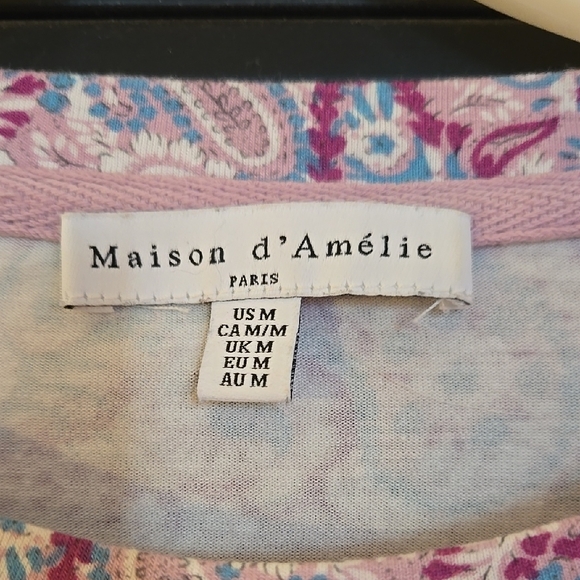 Maison d'Amélie
PARIS
US M
CA M/M
UK M
EU M
AU M